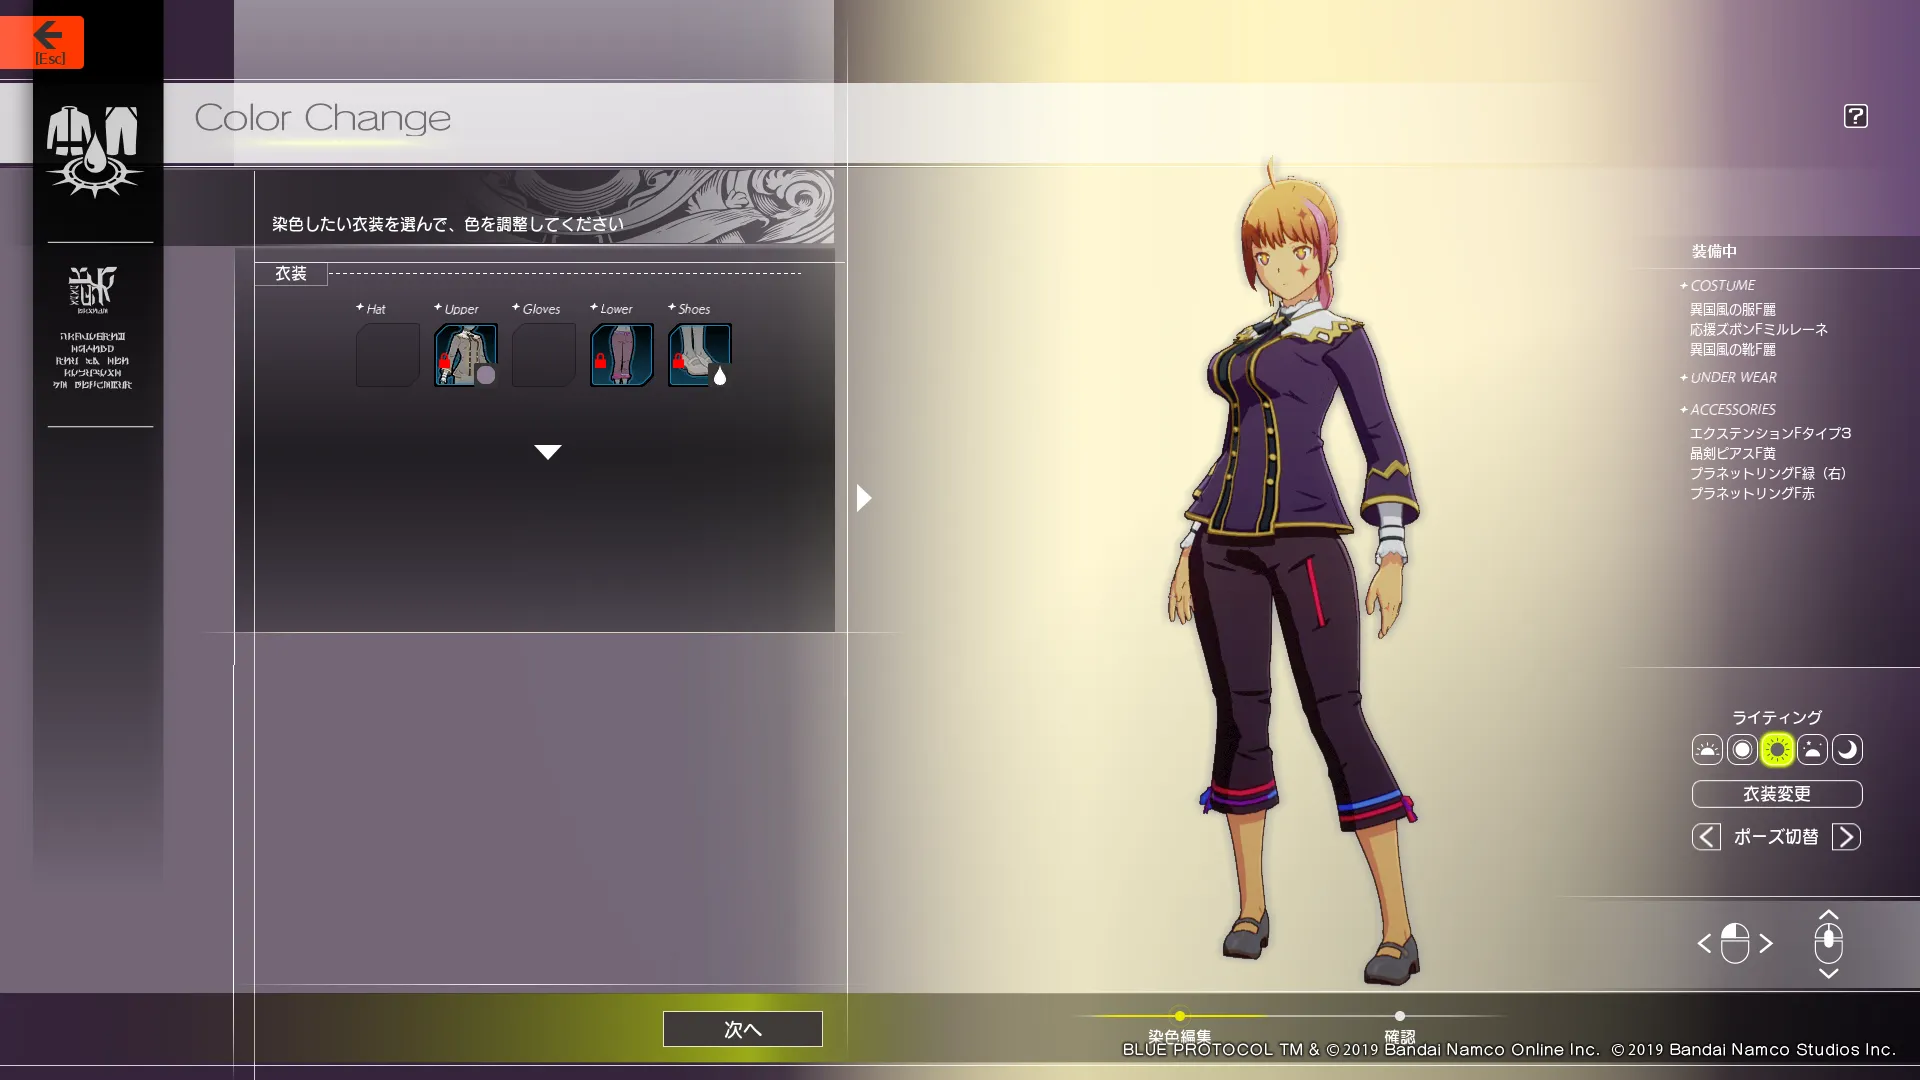 [Esc]
Color Change
?
染色したい衣装を選んで、色を調整してください
衣装
Hat
Upper
Gloves
Lower
Shoes
装備中
COSTUME
異国風の服F麗
応援ズボンFミルレーネ
異国風の靴F麗
UNDER WEAR
ACCESSORIES
エクステンションFタイプ3
晶剣ピアスF黄
プラネットリングF緑（右）
プラネットリングF赤
ライティング
衣装変更
ポーズ切替
次へ
染色編集
確認
BLUE PROTOCOL TM & ©2019 Bandai Namco Online Inc. ©2019 Bandai Namco Studios Inc.